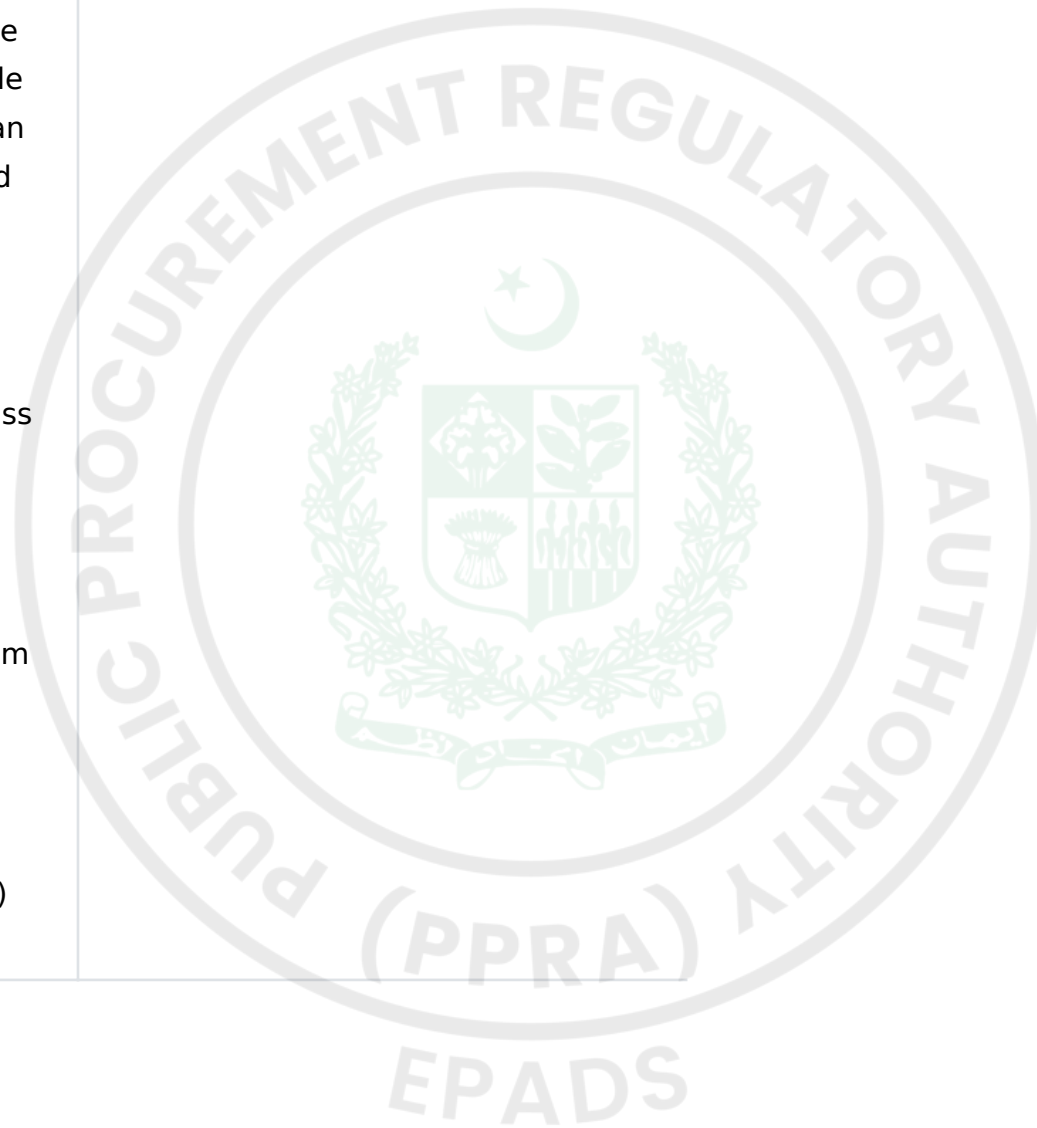 e
le
an
d
ss
m
)
PUBLIC PROCUREMENT REGULATORY AUTHORITY
(PPRA)
EPADS